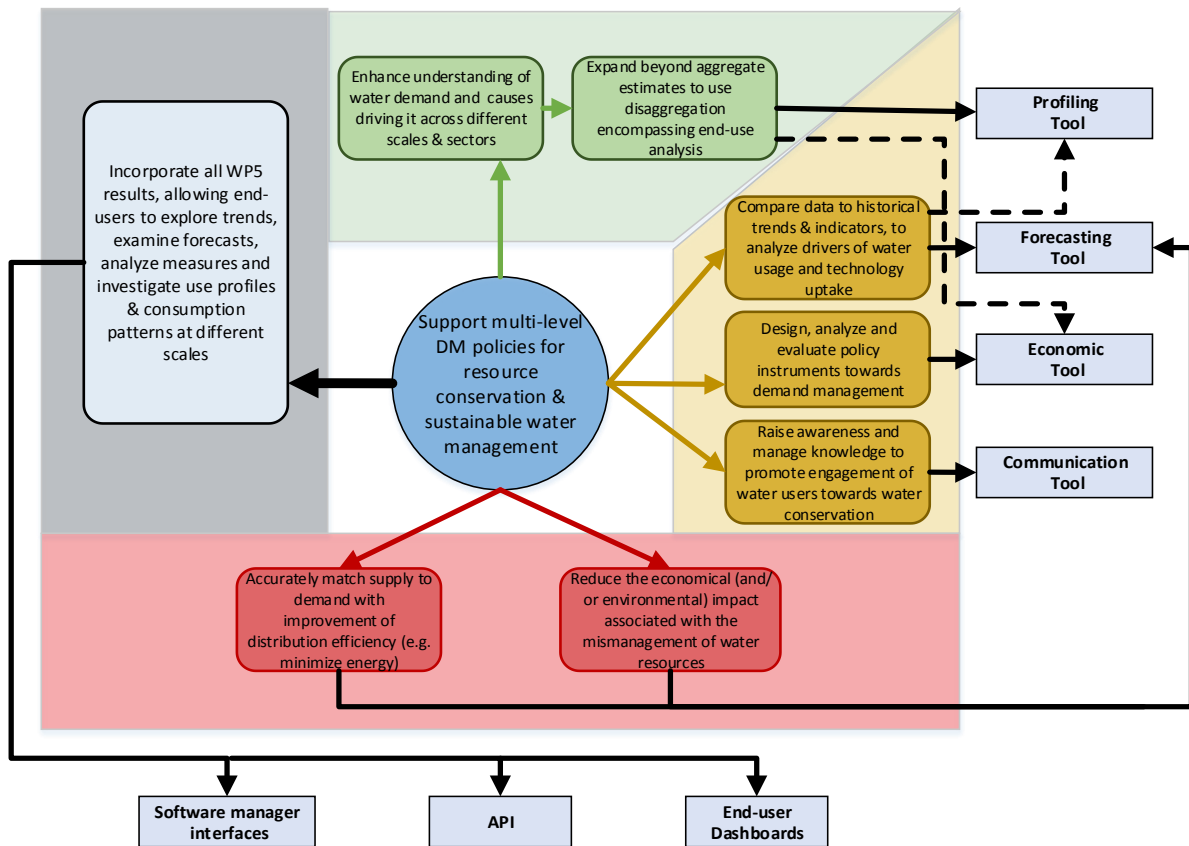 Enhance understanding of
water demand and causes
driving it across different
scales & sectors
Expand beyond aggregate
estimates to use
disaggregation
encompassing end-use
analysis
Profiling
Tool
Incorporate all WP5
results, allowing end-
users to explore trends,
examine forecasts,
analyze measures and
investigate use profiles
& consumption
patterns at different
scales
Compare data to historical
trends & indicators, to
analyze drivers of water
usage and technology
uptake
Forecasting
Tool
Support multi-level
DM policies for
resource
conservation &
sustainable water
management
Design, analyze and
evaluate policy
instruments towards
demand management
Economic
Tool
Raise awareness and
manage knowledge to
promote engagement of
water users towards water
conservation
Communication
Tool
Accurately match supply to
demand with
improvement of
distribution efficiency (e.g.
minimize energy)
Reduce the economical (and/
or environmental) impact
associated with the
mismanagement of water
resources
Software manager
interfaces
API
End-user
Dashboards